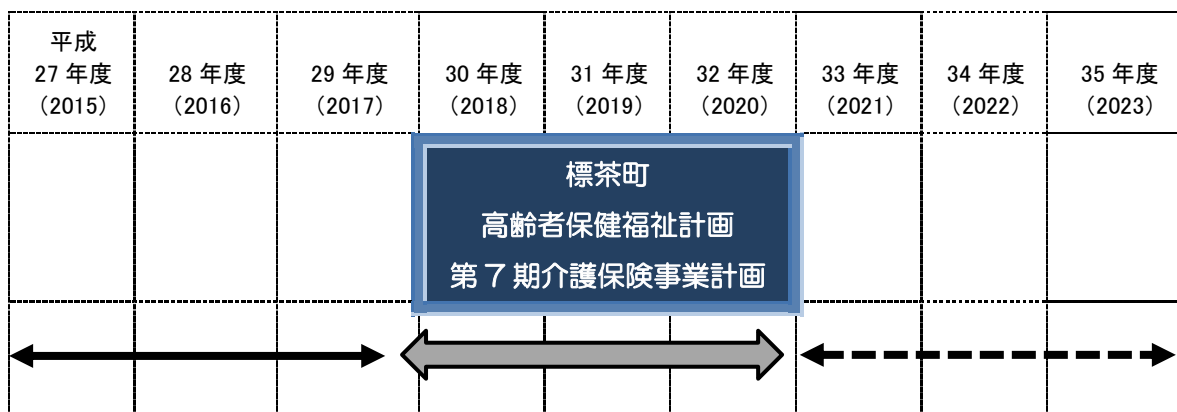 平成
27 年度
(2015)
28 年度
(2016)
29 年度
(2017)
30 年度
(2018)
31 年度
(2019)
32 年度
(2020)
33 年度
(2021)
34 年度
(2022)
35 年度
(2023)
標茶町
高齢者保健福祉計画
第７期介護保険事業計画